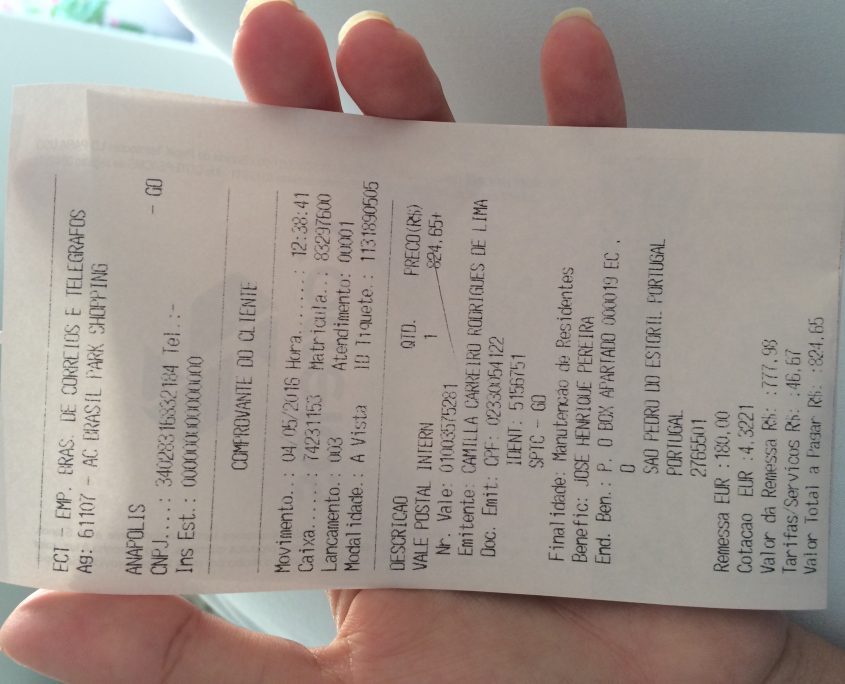 ECT - EMP. BRAS. DE CORREIOS E TELEGRAFOS
Ag: 61107 - AC BRASIL PARK SHOPPING
ANAPOLIS - GO
CNPJ....: 34028316332184 Tel.:-
Ins Est.: 00000000000000000
COMPROVANTE DO CLIENTE
Movimento..: 04/05/2016 Hora.......: 12:38:41
Caixa......: 74231153 Matricula..: 83297600
Lancamento.: 003 Atendimento: 00001
Modalidade.: A Vista ID Tiquete.: 1131890505
DESCRICAO QTD. PRECO(R$)
VALE POSTAL INTERN 1 824,65+
Nr. Vale: 01003575281
Emitente: CAMILLA CARNEIRO RODRIGUES DE LIMA
Doc. Emit: CPF: 02330054122
IDENT: 5156751
SPTC - GO
Finalidade: Manutencao de Residentes
Benefic: JOSE HENRIQUE PEREIRA
End. Ben.: P. O BOX APARTADO 000019 EC .
0
SAO PEDRO DO ESTORIL PORTUGAL
PORTUGAL
2765501
Remessa EUR :180,00
Cotacao EUR :4,3221
Valor da Remessa R$: :777,98
Tarifas/Servicos R$: :46,67
Valor Total a Pagar R$: :824,65